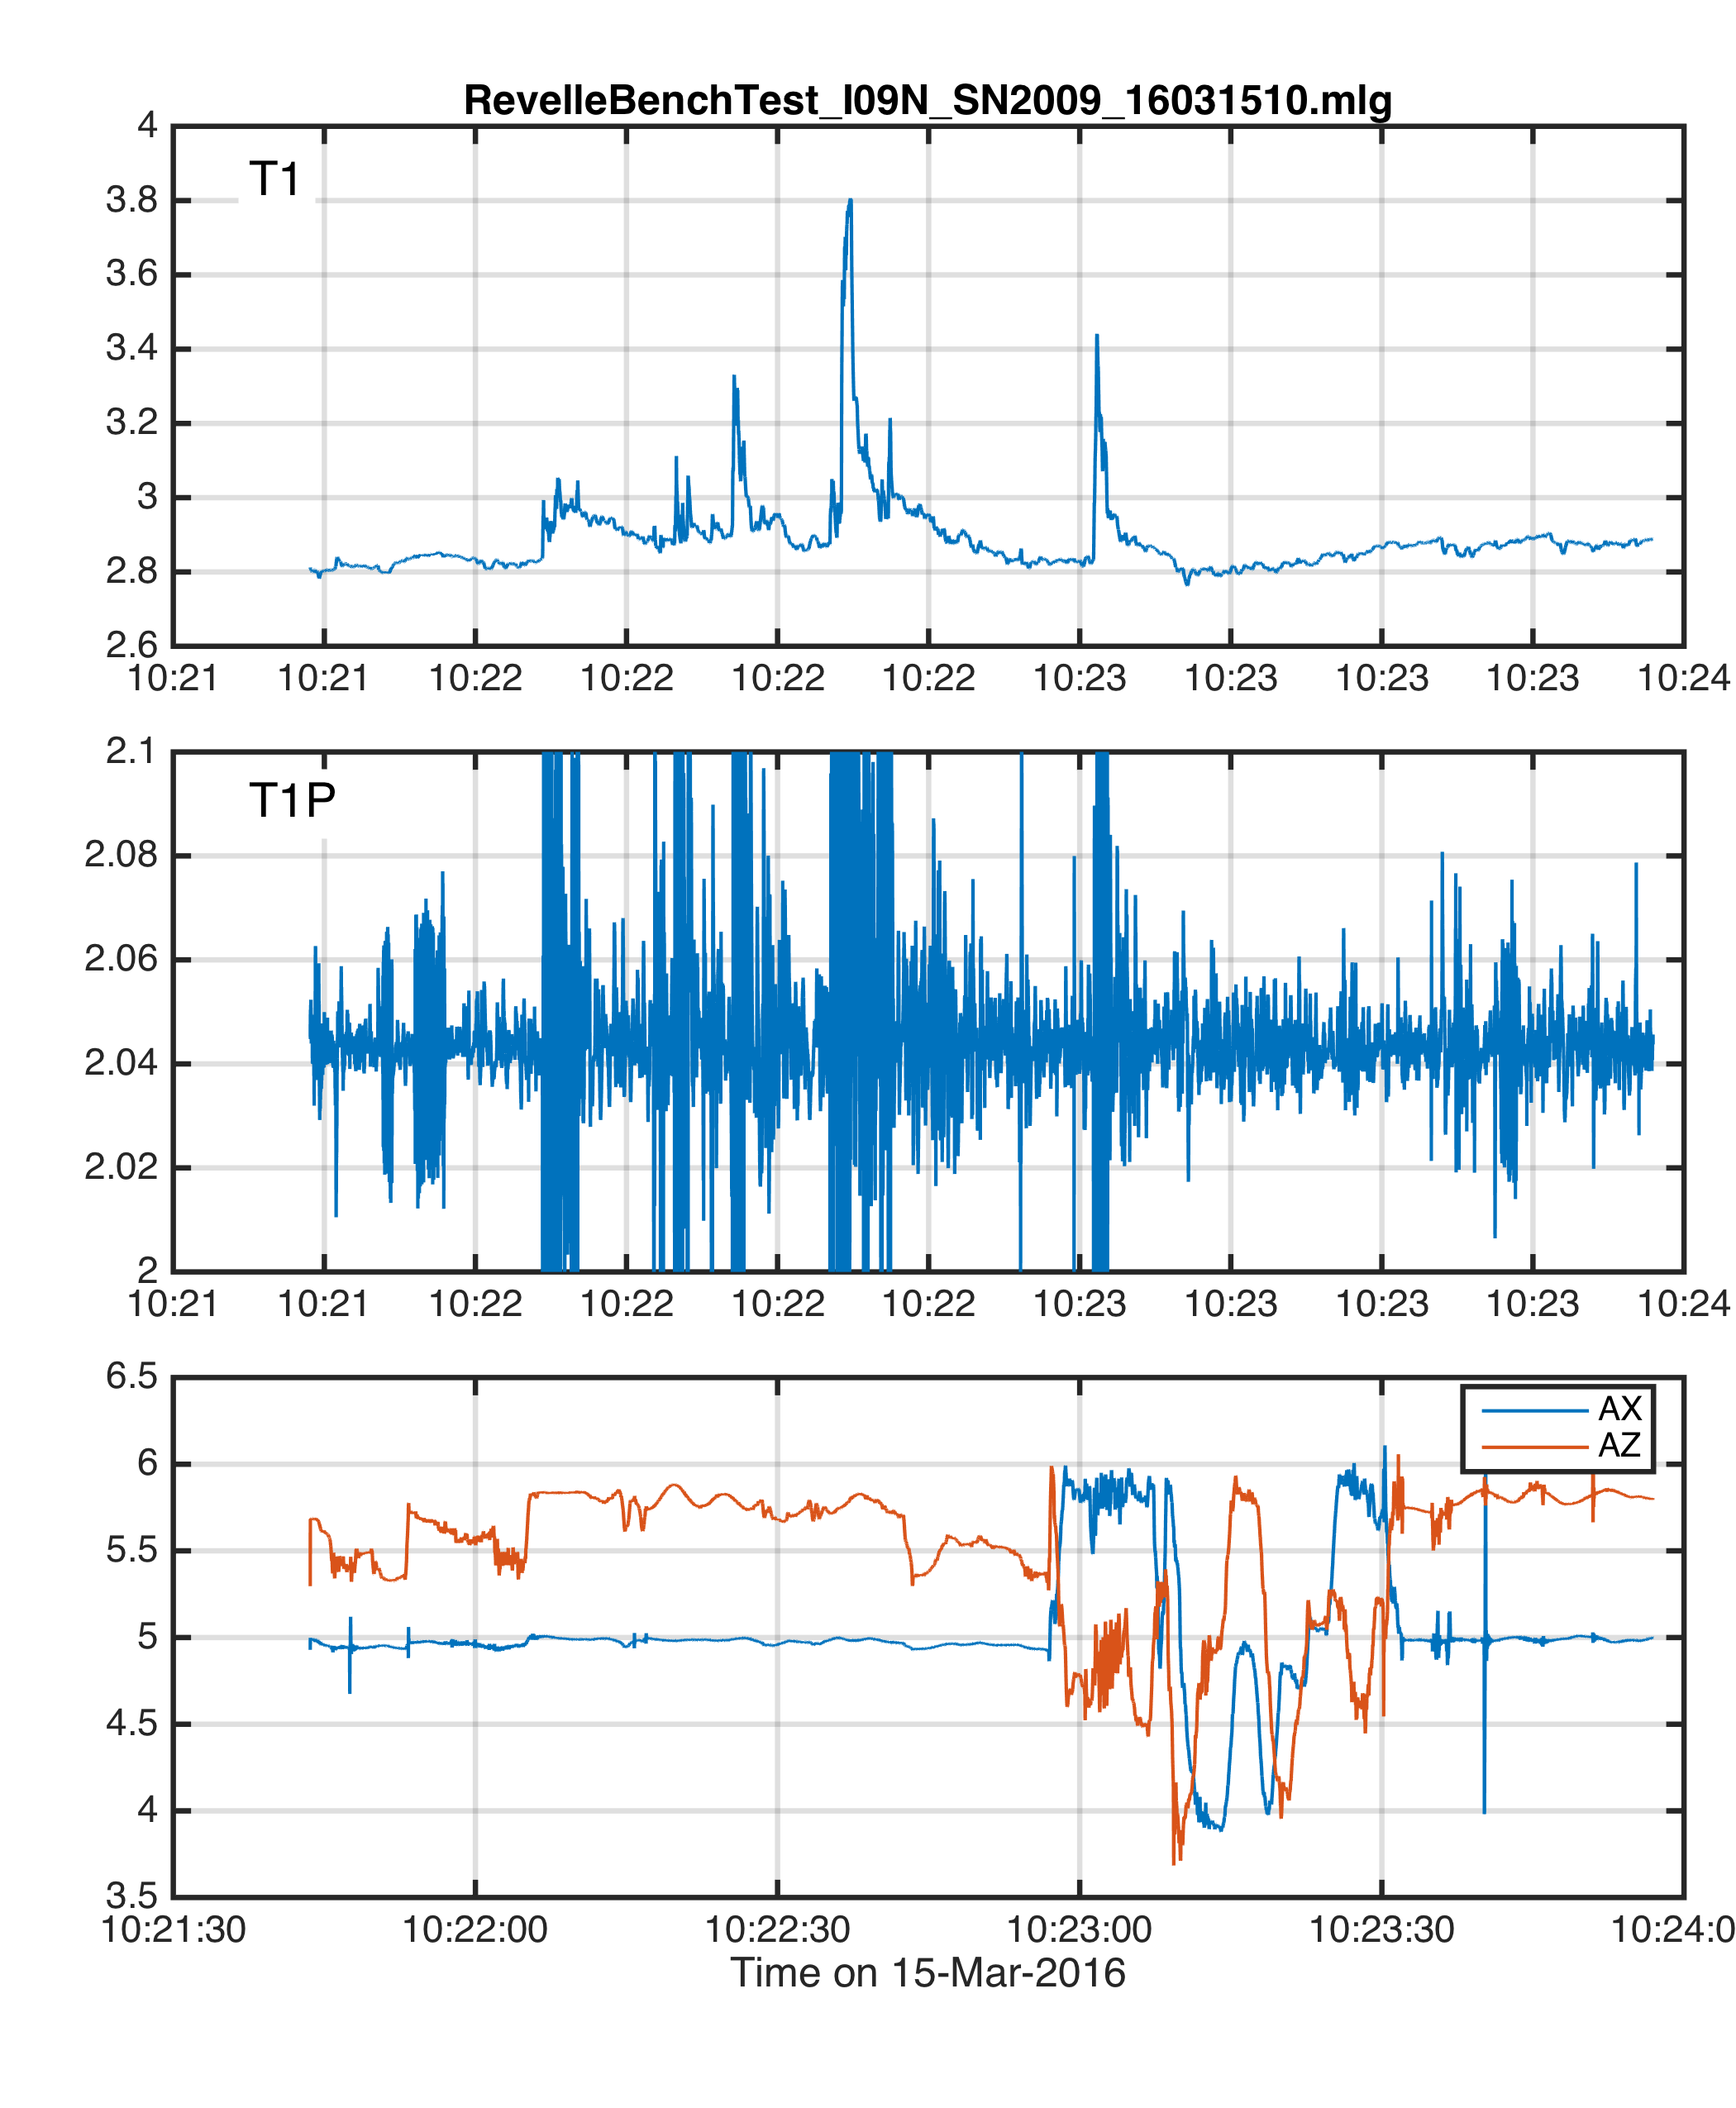 RevelleBenchTest_I09N_SN2009_16031510.mlg
4
T1
3.8
3.6
3.4
3.2
3
2.8
2.6
10:21 10:21 10:22 10:22 10:22 10:22 10:23 10:23 10:23 10:23 10:24
2.1
T1P
2.08
2.06
2.04
2.02
2
10:21 10:21 10:22 10:22 10:22 10:22 10:23 10:23 10:23 10:23 10:24
6.5
AX
AZ
6
5.5
5
4.5
4
3.5
10:21:30 10:22:00 10:22:30 10:23:00 10:23:30 10:24:0
Time on 15-Mar-2016